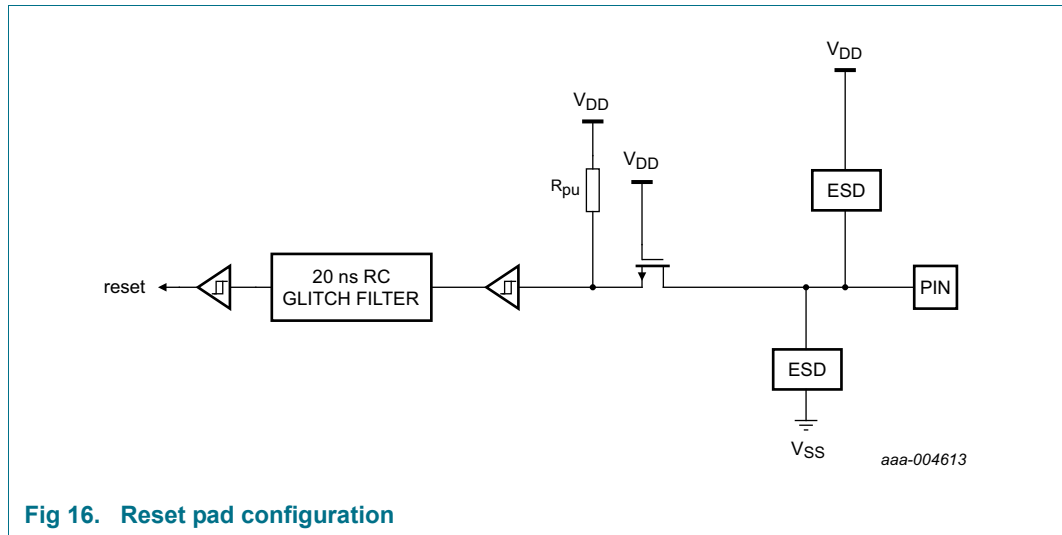 VDD
VDD
VDD
Rpu
ESD
reset
20 ns RC
GLITCH FILTER
PIN
ESD
VSS
aaa-004613
Fig 16. Reset pad configuration